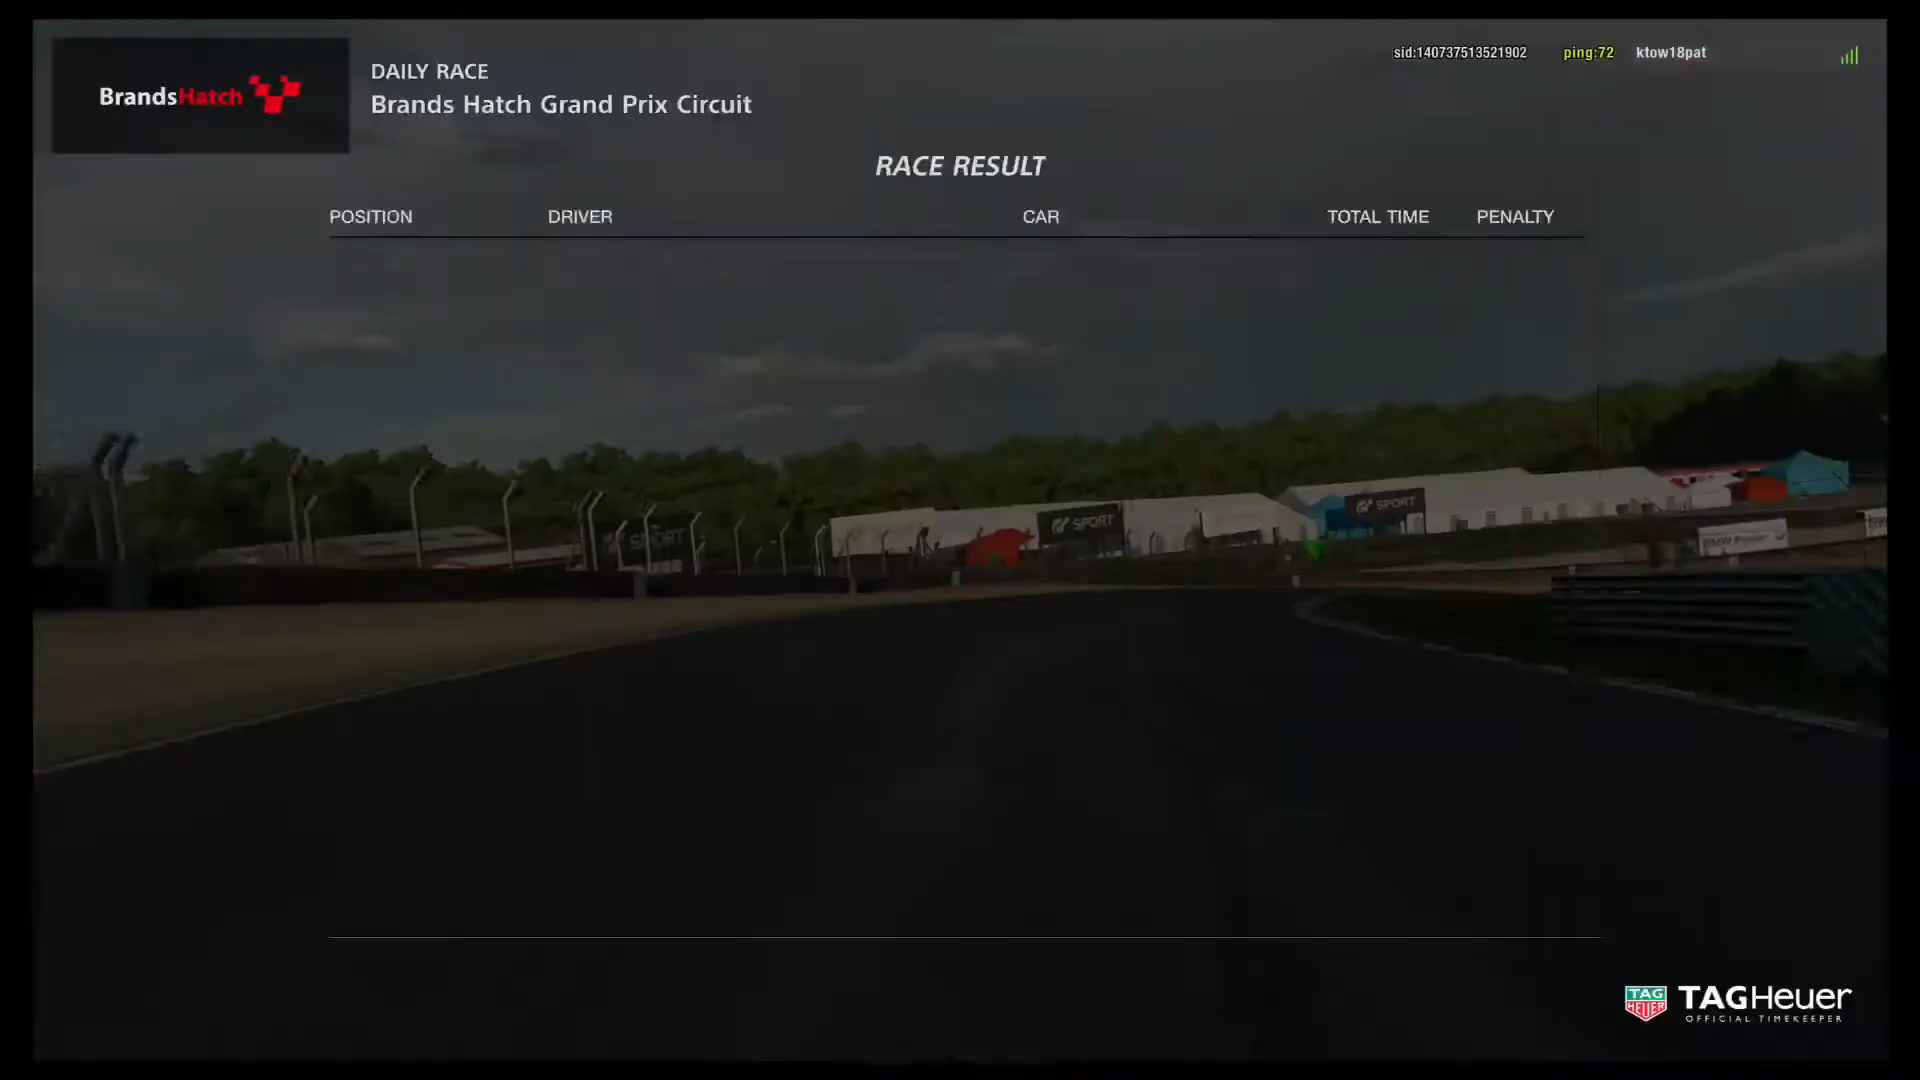 BrandsHatch
DAILY RACE
Brands Hatch Grand Prix Circuit
sid:140737513521902 ping:72 ktow18pat
RACE RESULT
POSITION DRIVER CAR TOTAL TIME PENALTY
SPORT
SPORT
SPORT
TAG HEUER
TAGHeuer
OFFICIAL TIMEKEEPER